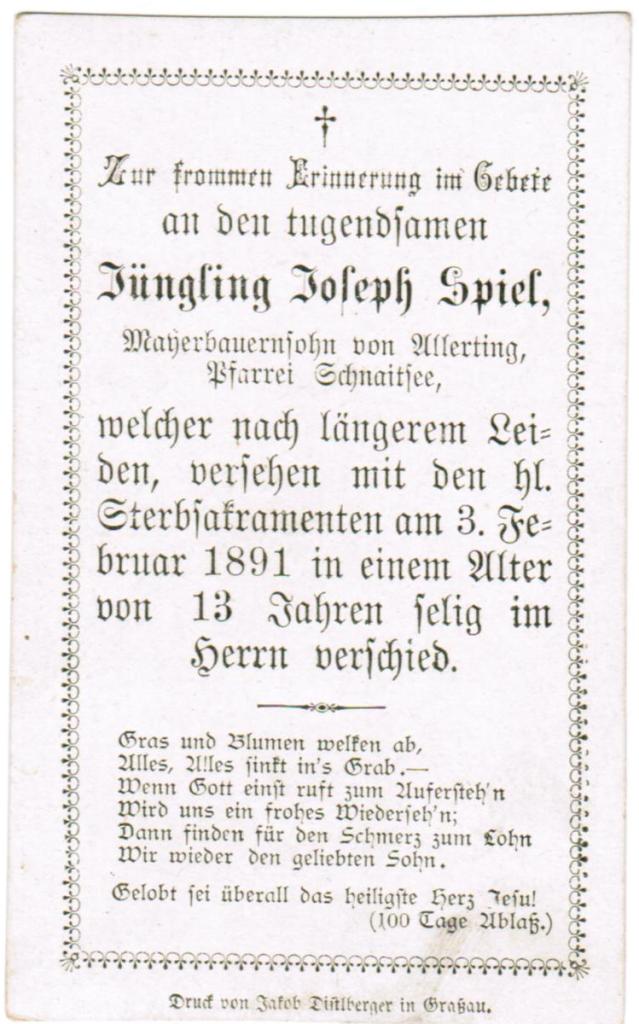 †
Zur frommen Erinnerung im Gebete
an den tugendsamen
Jüngling Joseph Spiel,
Mayerbauernsohn von Allerting,
Pfarrei Schnaitsee,
welcher nach längerem Lei-
den, versehen mit den hl.
Sterbsakramenten am 3. Fe-
bruar 1891 in einem Alter
von 13 Jahren selig im
Herrn verschied.
Gras und Blumen welken ab,
Alles, Alles sinkt in's Grab.—
Wenn Gott einst ruft zum Aufersteh'n
Wird uns ein frohes Wiederseh'n;
Dann finden für den Schmerz zum Lohn
Wir wieder den geliebten Sohn.
Gelobt sei überall das heiligste Herz Jesu!
(100 Tage Ablaß.)
Druck von Jakob Distlberger in Graßau.